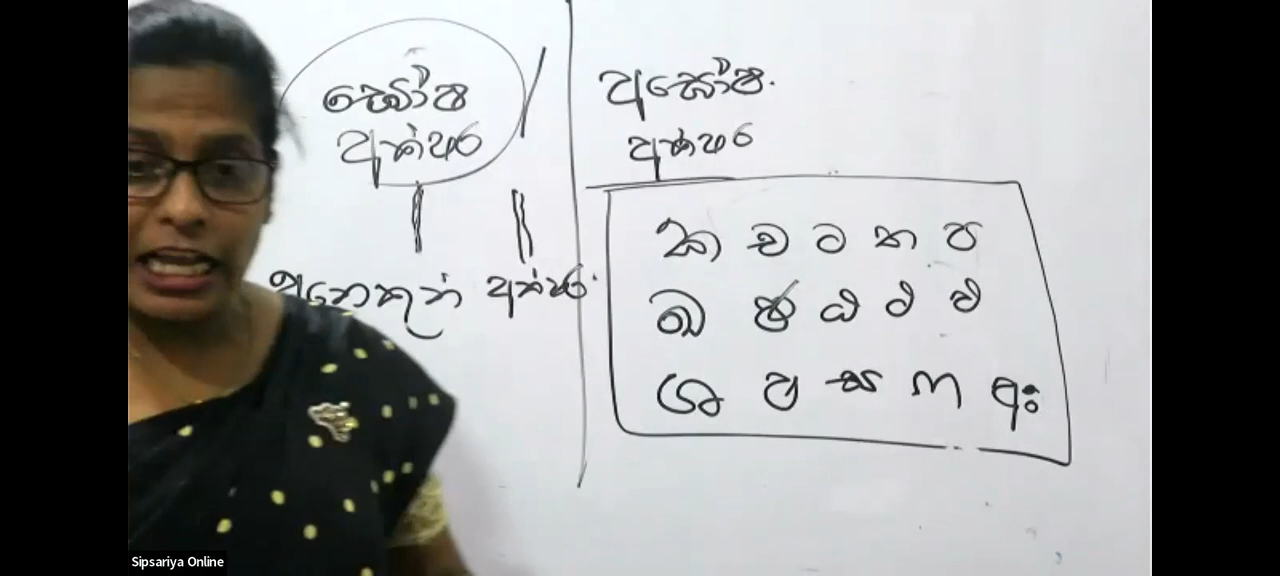 ඝෝෂ
අක්ෂර
අනෙකුත් අක්ෂර
අඝෝෂ
අක්ෂර
ක ච ට ත ප
ඛ ඡ ඨ ථ ඵ
ශ ෂ ස ෆ අඃ
Sipsariya Online